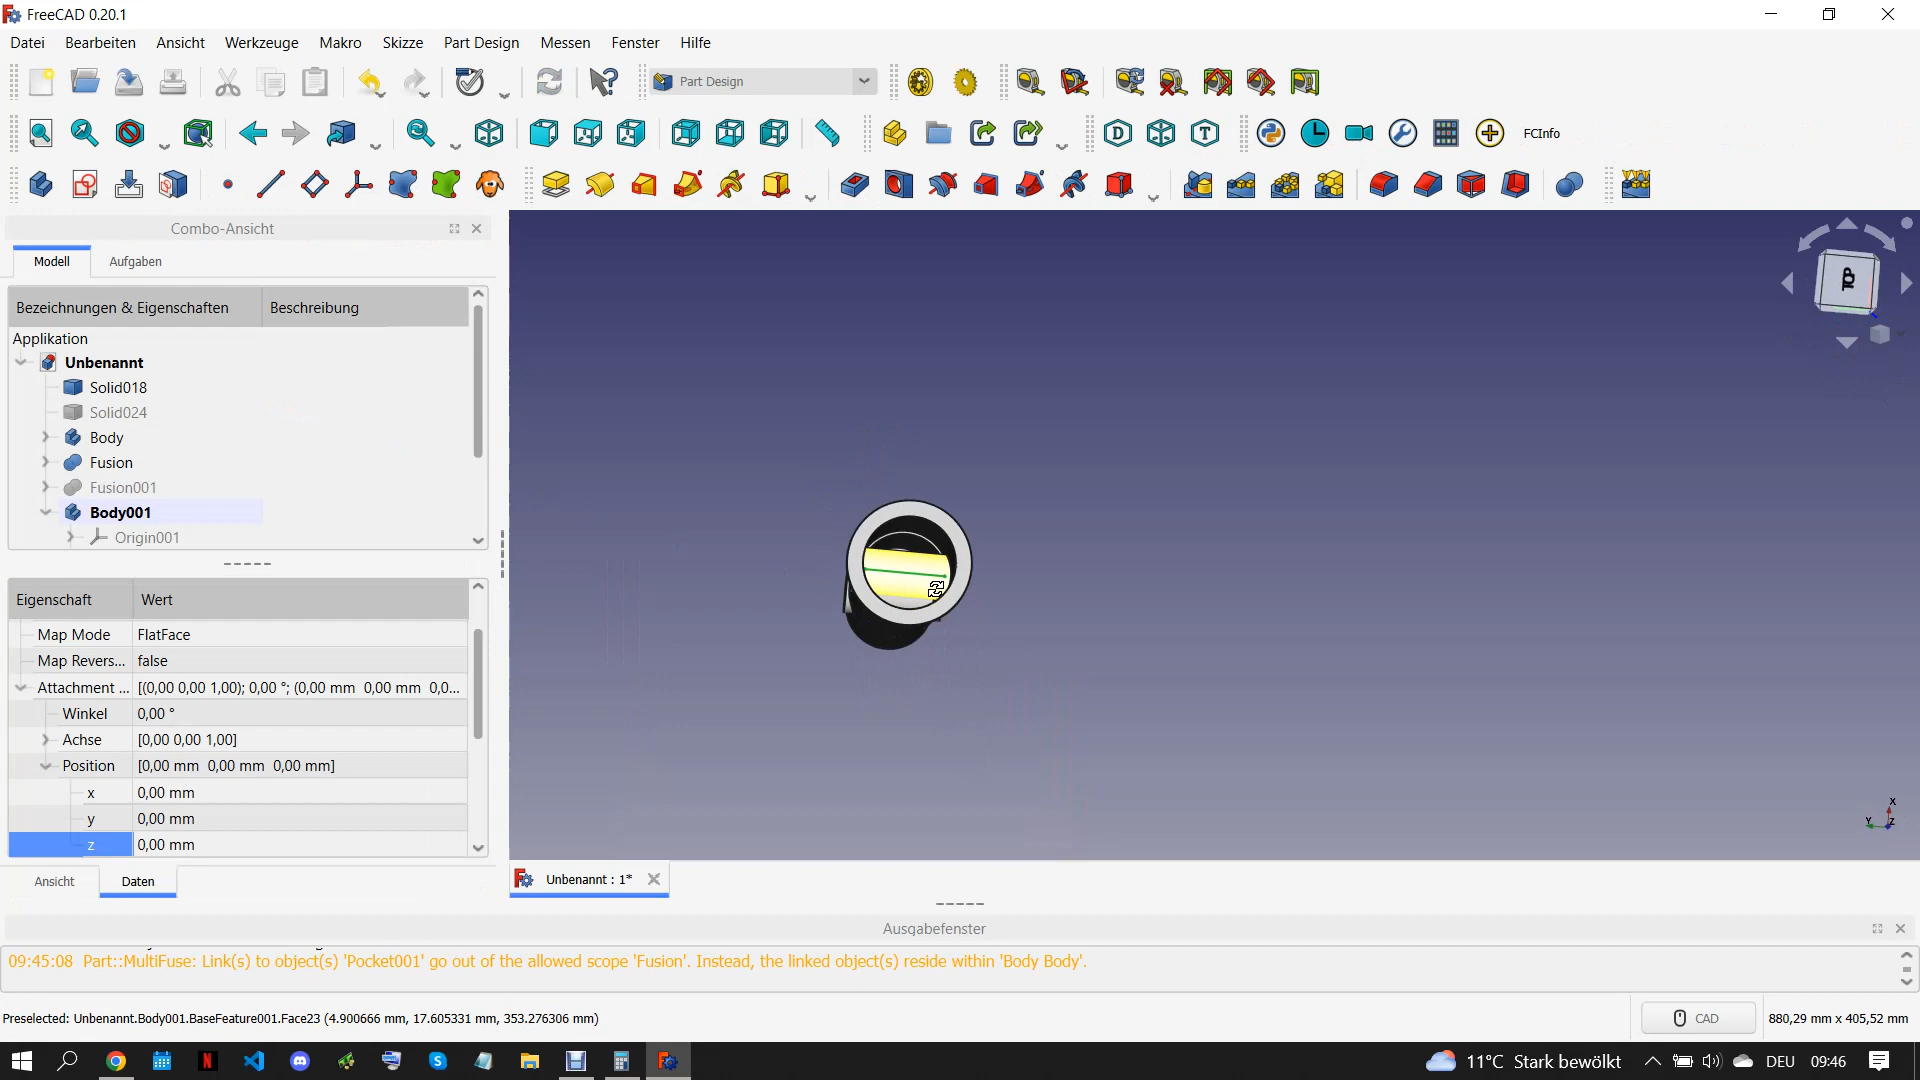 FreeCAD 0.20.1
Datei Bearbeiten Ansicht Werkzeuge Makro Skizze Part Design Messen Fenster Hilfe
Part Design
FCInfo
Combo-Ansicht
Modell Aufgaben
Bezeichnungen & Eigenschaften Beschreibung
Applikation
Unbenannt
Solid018
Solid024
Body
Fusion
Fusion001
Body001
Origin001
Eigenschaft Wert
Map Mode FlatFace
Map Revers... false
Attachment ... [(0,00 0,00 1,00); 0,00 °; (0,00 mm 0,00 mm 0,0...
Winkel 0,00 °
Achse [0,00 0,00 1,00]
Position [0,00 mm 0,00 mm 0,00 mm]
x 0,00 mm
y 0,00 mm
z 0,00 mm
Ansicht Daten
TOP
X
Y
Z
Unbenannt : 1*
Ausgabefenster
09:45:08 Part::MultiFuse: Link(s) to object(s) 'Pocket001' go out of the allowed scope 'Fusion'. Instead, the linked object(s) reside within 'Body Body'.
Preselected: Unbenannt.Body001.BaseFeature001.Face23 (4.900666 mm, 17.605331 mm, 353.276306 mm)
CAD
880,29 mm x 405,52 mm
11°C Stark bewölkt
DEU
09:46